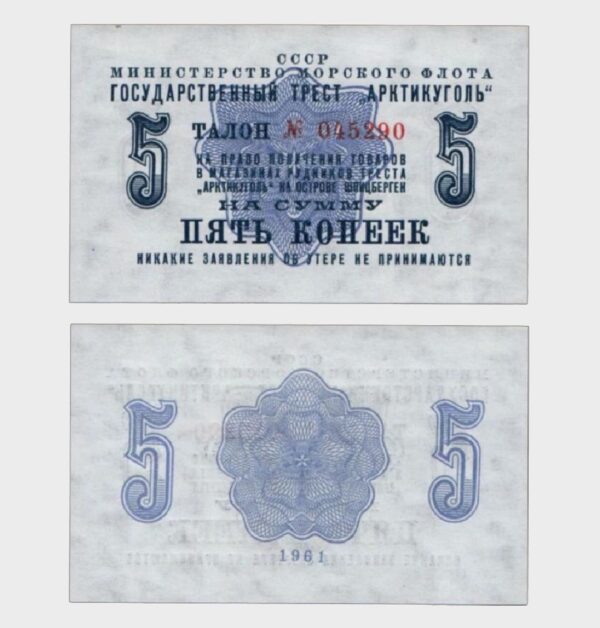 СССР
МИНИСТЕРСТВО МОРСКОГО ФЛОТА
ГОСУДАРСТВЕННЫЙ ТРЕСТ „АРКТИКУГОЛЬ“
5 ТАЛОН № 045290 5
НА ПРАВО ПОЛУЧЕНИЯ ТОВАРОВ
В МАГАЗИНАХ РУДНИКОВ ТРЕСТА
„АРКТИКУГОЛЬ“ НА ОСТРОВЕ ШПИЦБЕРГЕН
НА СУММУ
ПЯТЬ КОПЕЕК
НИКАКИЕ ЗАЯВЛЕНИЯ ОБ УТЕРЕ НЕ ПРИНИМАЮТСЯ
5 5
1961